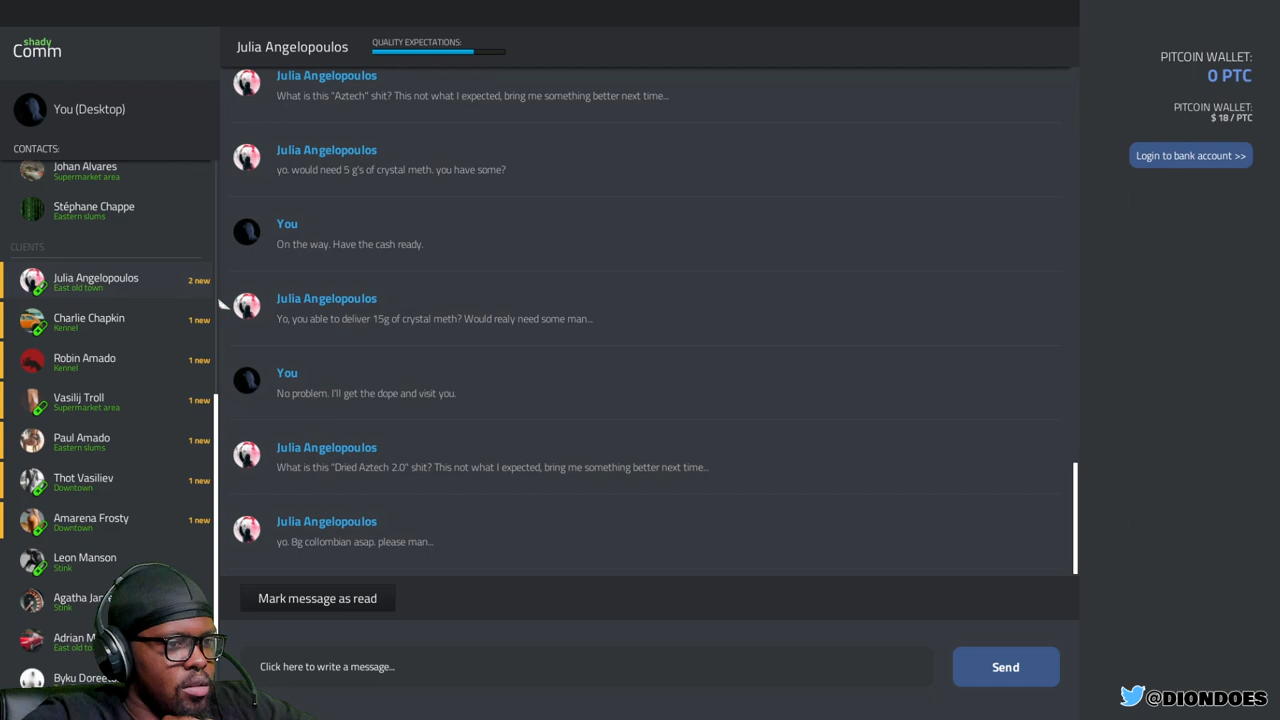 shady
Comm
You (Desktop)
CONTACTS:
Johan Alvares
Supermarket area
Stéphane Chappe
Eastern slums
CLIENTS
Julia Angelopoulos
East old town
2 new
Charlie Chapkin
Kennel
1 new
Robin Amado
Kennel
1 new
Vasilij Troll
Supermarket area
1 new
Paul Amado
Eastern slums
1 new
Thot Vasiliev
Downtown
1 new
Amarena Frosty
Downtown
1 new
Leon Manson
Stink
Agatha
Stink
Adrian
East old
Byku
Julia Angelopoulos
QUALITY EXPECTATIONS:
Julia Angelopoulos
What is this "Aztech" shit? This not what I expected, bring me something better next time...
Julia Angelopoulos
yo. would need 5 g's of crystal meth. you have some?
You
On the way. Have the cash ready.
Julia Angelopoulos
Yo, you able to deliver 15g of crystal meth? Would realy need some man...
You
No problem. I'll get the dope and visit you.
Julia Angelopoulos
What is this "Dried Aztech 2.0" shit? This not what I expected, bring me something better next time...
Julia Angelopoulos
yo. 8g collombian asap. please man...
Mark message as read
Click here to write a message...
Send
PITCOIN WALLET:
0 PTC
PITCOIN WALLET:
$ 18 / PTC
Login to bank account >>
@DIONDOES